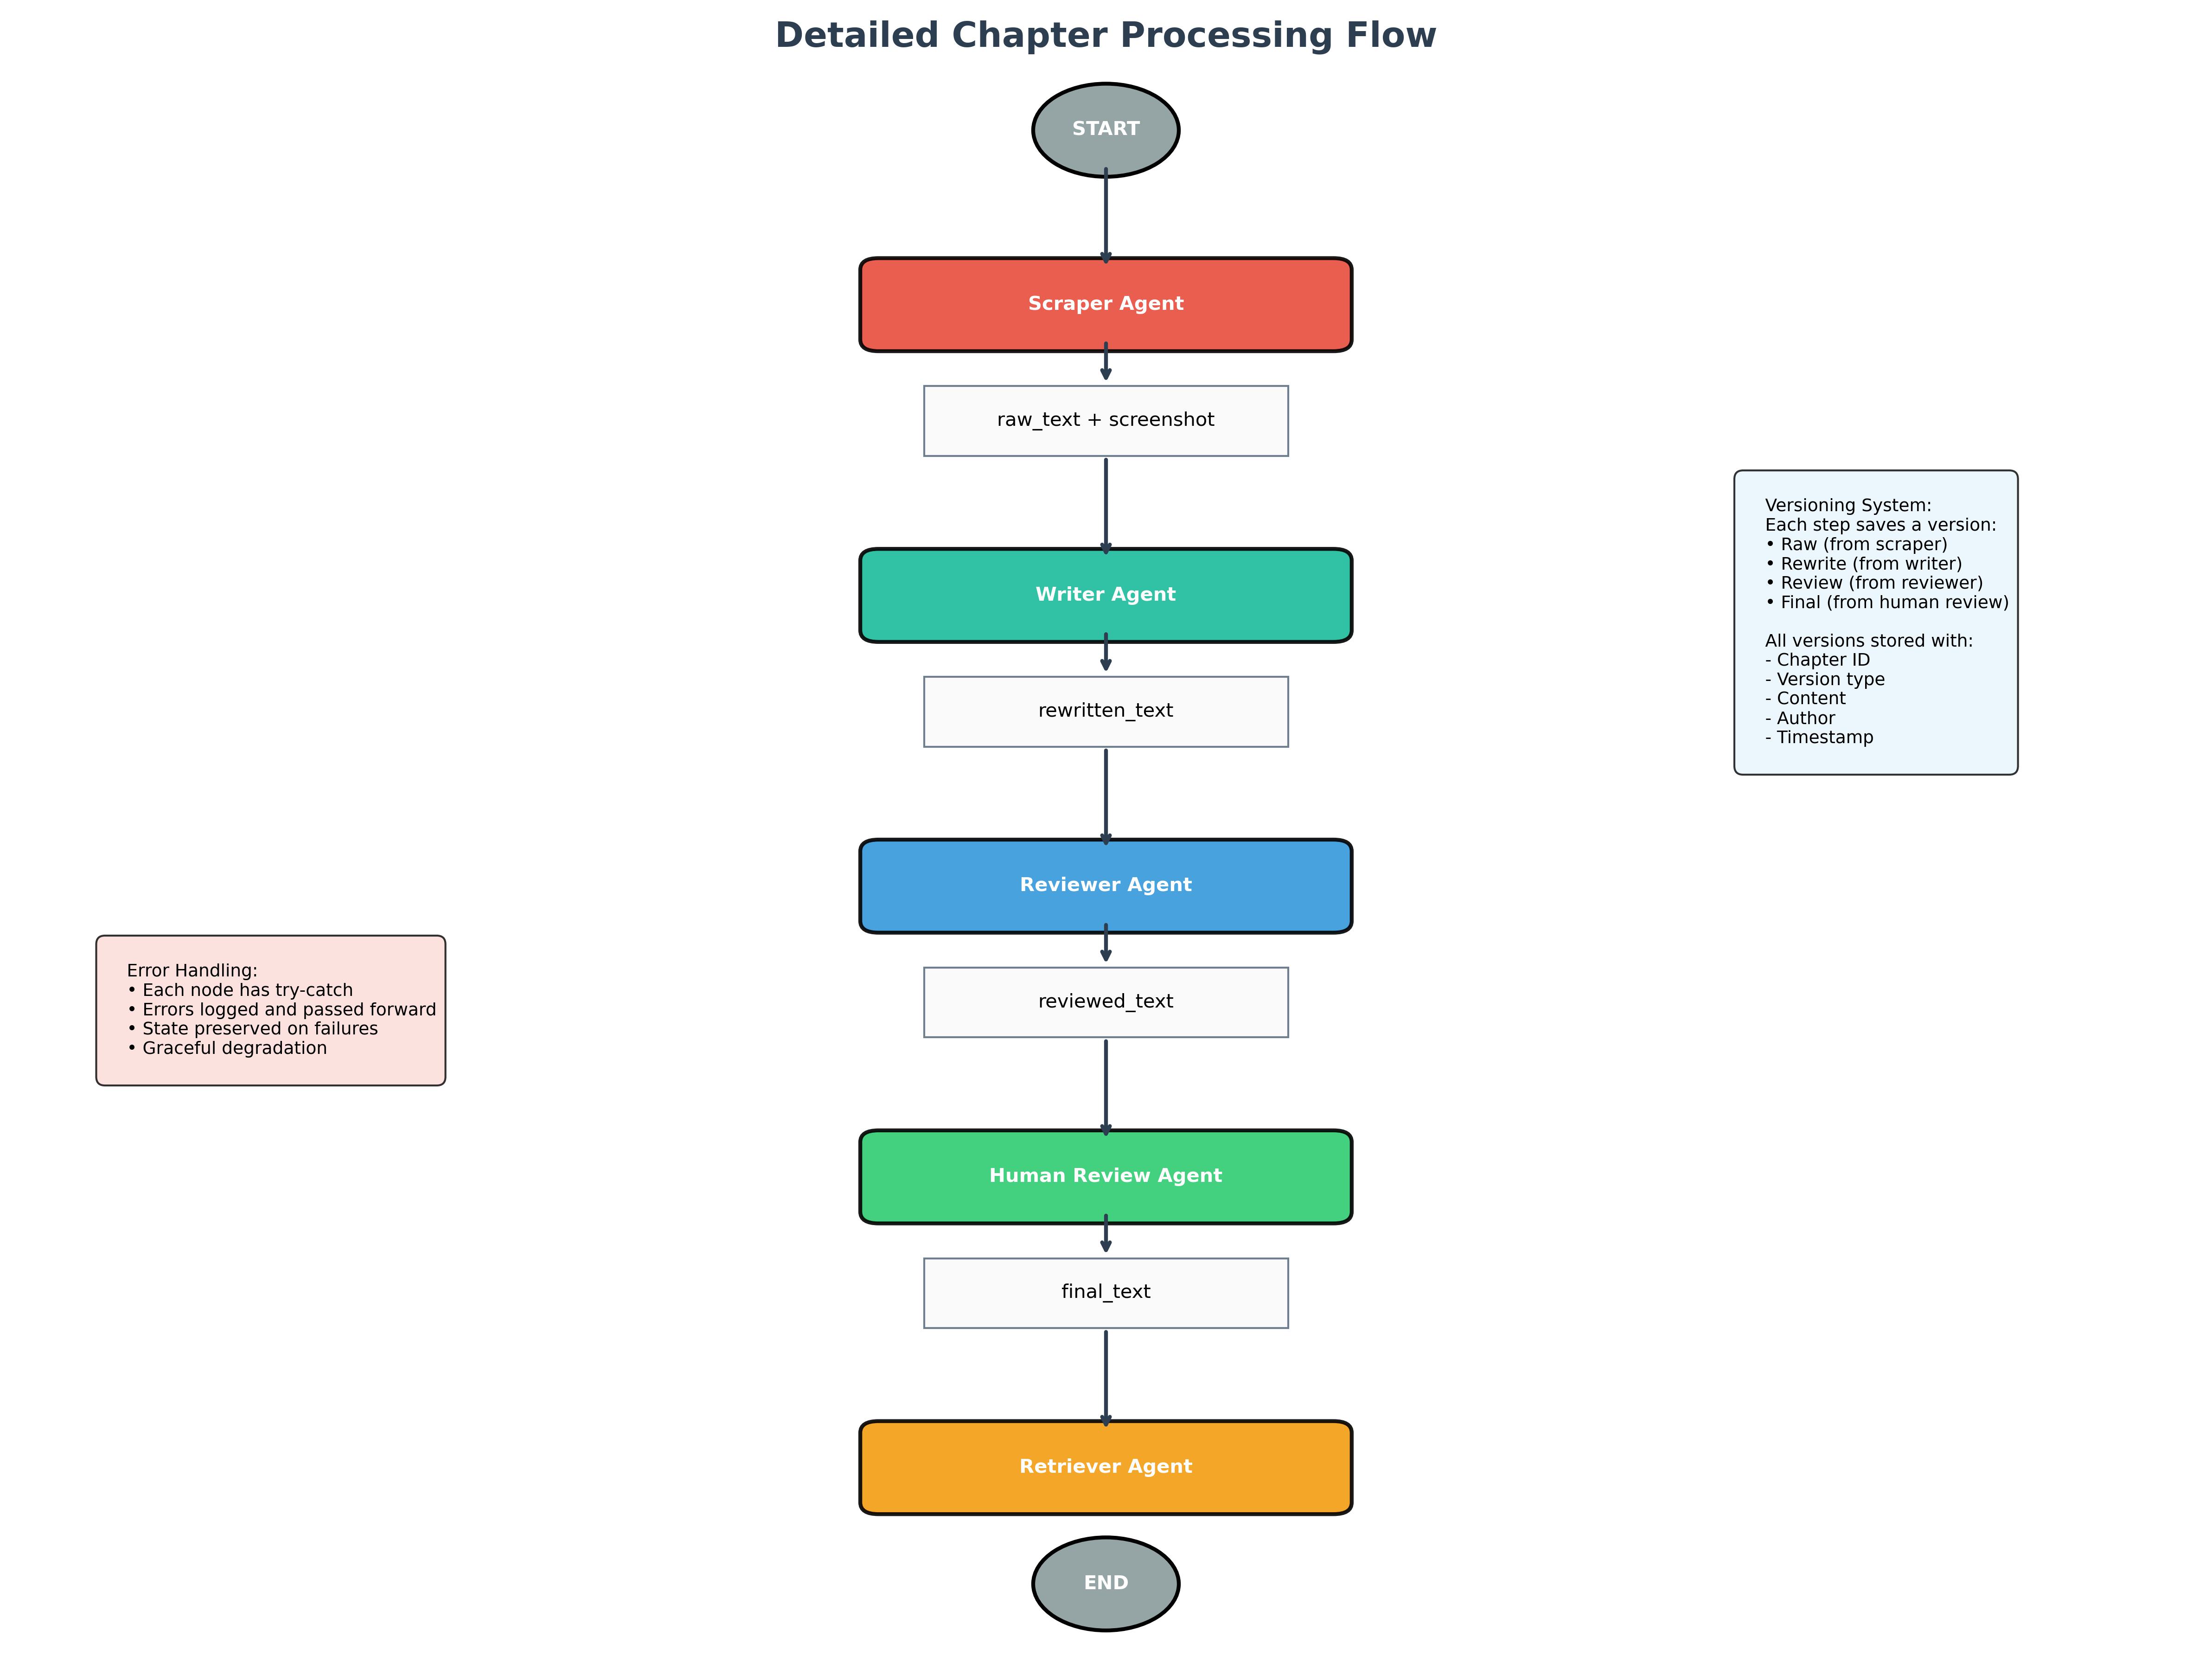 Detailed Chapter Processing Flow
START
Scraper Agent
raw_text + screenshot
Versioning System:
Each step saves a version:
• Raw (from scraper)
• Rewrite (from writer)
• Review (from reviewer)
• Final (from human review)
All versions stored with:
- Chapter ID
- Version type
- Content
- Author
- Timestamp
Writer Agent
rewritten_text
Reviewer Agent
Error Handling:
• Each node has try-catch
• Errors logged and passed forward
• State preserved on failures
• Graceful degradation
reviewed_text
Human Review Agent
final_text
Retriever Agent
END